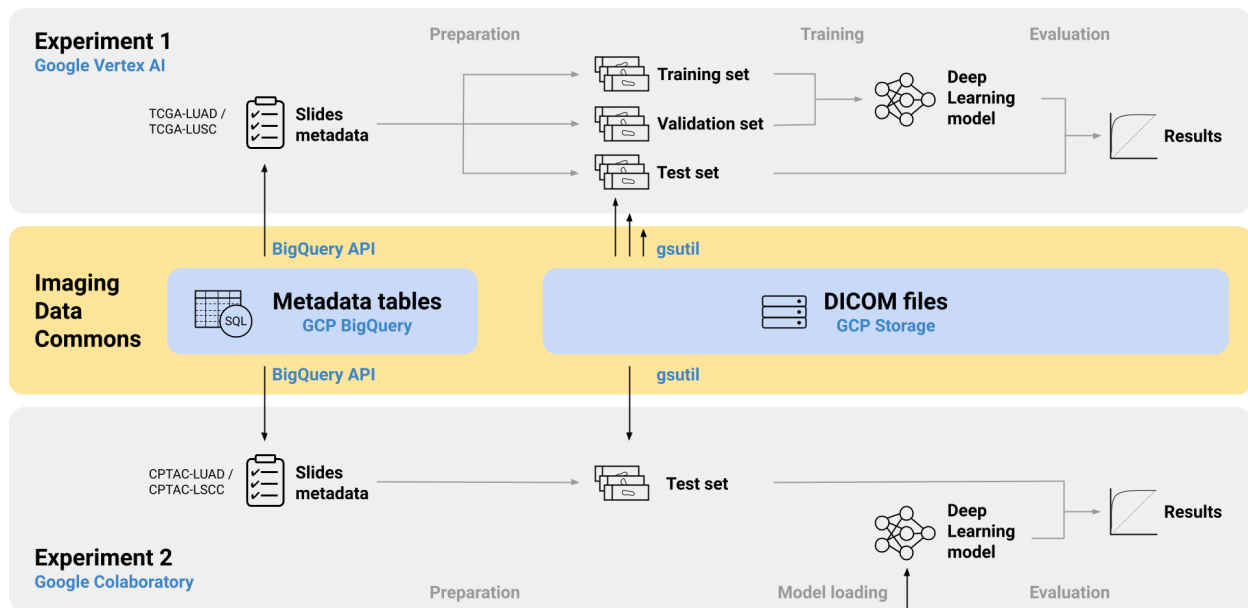 Experiment 1
Google Vertex AI
Preparation
Training
Evaluation
TCGA-LUAD /
TCGA-LUSC
Slides
metadata
Training set
Validation set
Test set
Deep
Learning
model
Results
BigQuery API
gsutil
Imaging
Data
Commons
SQL
Metadata tables
GCP BigQuery
DICOM files
GCP Storage
BigQuery API
gsutil
CPTAC-LUAD /
CPTAC-LSCC
Slides
metadata
Test set
Deep
Learning
model
Results
Experiment 2
Google Colaboratory
Preparation
Model loading
Evaluation